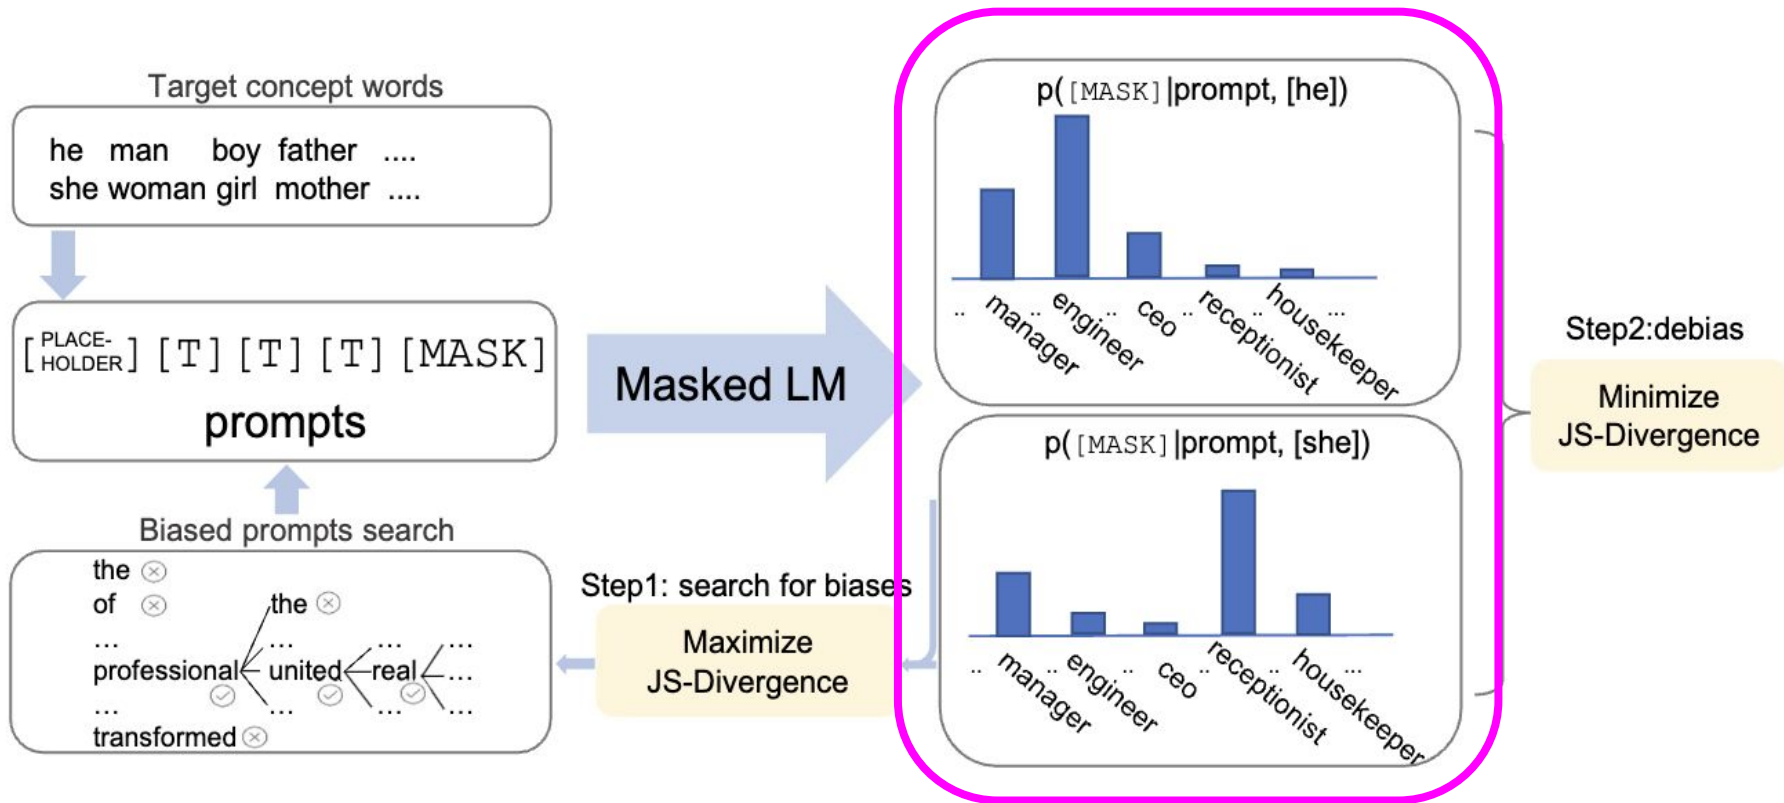 Target concept words
he man boy father ....
she woman girl mother ....
[PLACE-HOLDER] [T] [T] [T] [MASK]
prompts
Biased prompts search
the
of the
... ... ... ...
professional united real ...
... ... ... ...
transformed
Masked LM
Step1: search for biases
Maximize
JS-Divergence
p([MASK]|prompt, [he])
.. manager .. engineer .. ceo .. receptionist .. housekeeper ...
p([MASK]|prompt, [she])
.. manager .. engineer .. ceo .. receptionist .. housekeeper ...
Step2:debias
Minimize
JS-Divergence